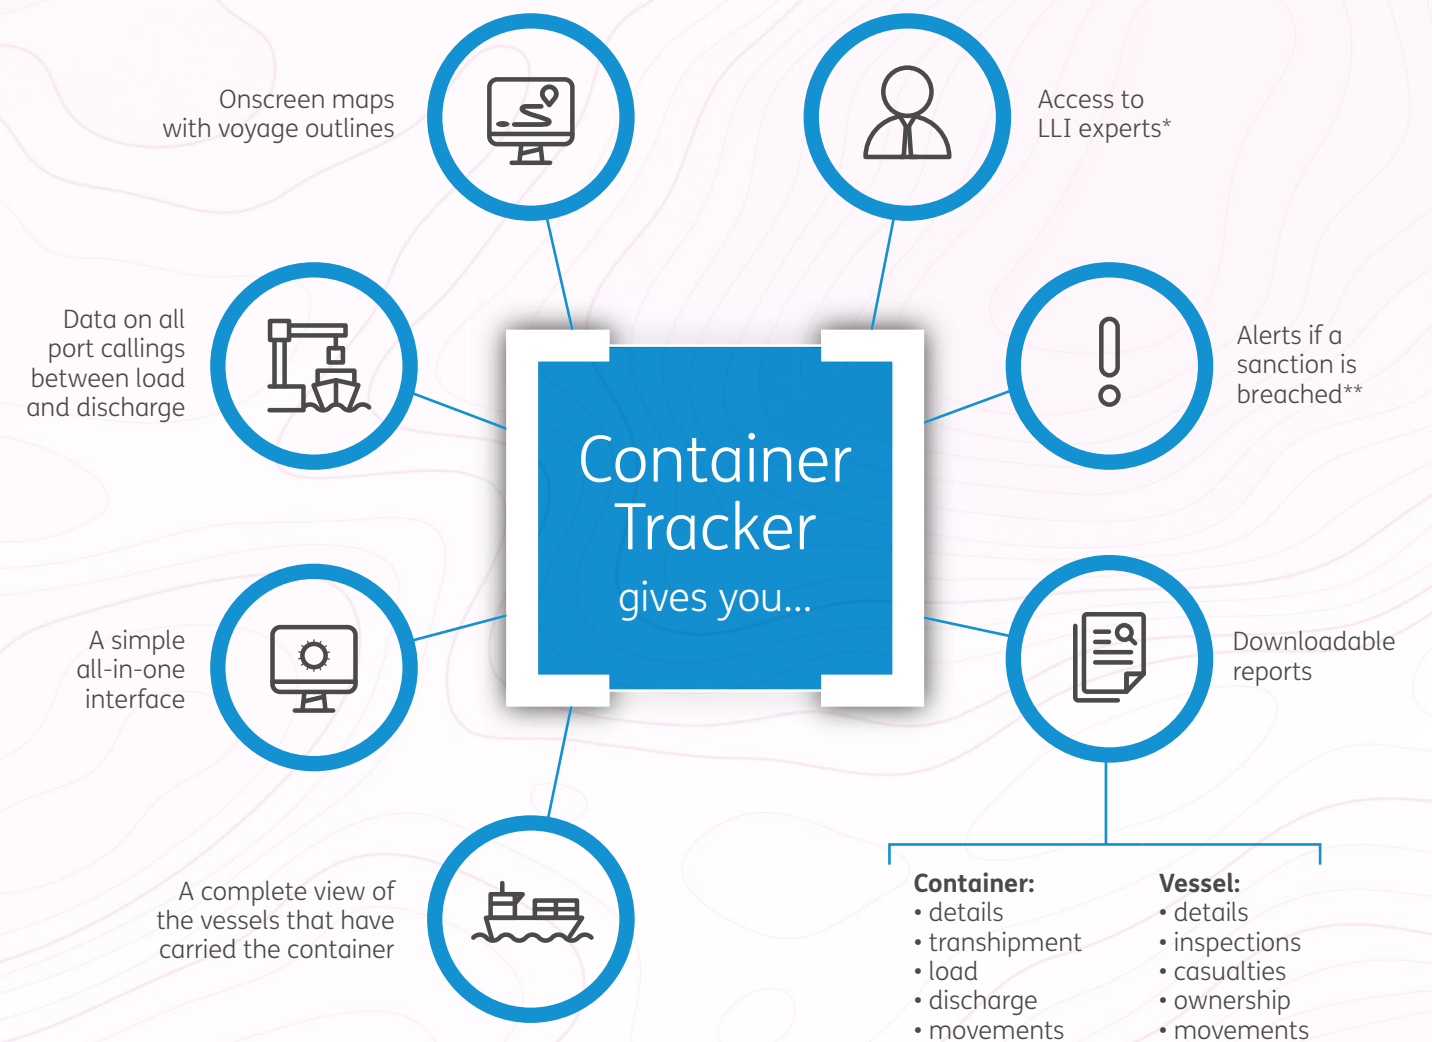 Onscreen maps
with voyage outlines
Access to
LLI experts*
Data on all
port callings
between load
and discharge
Alerts if a
sanction is
breached**
Container
Tracker
gives you...
A simple
all-in-one
interface
Downloadable
reports
A complete view of
the vessels that have
carried the container
Container:
• details
• transhipment
• load
• discharge
• movements
Vessel:
• details
• inspections
• casualties
• ownership
• movements